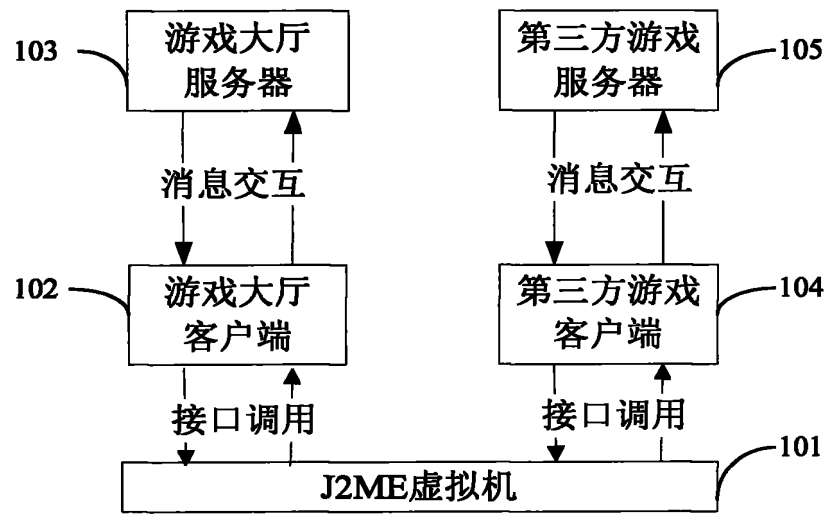 103
游戏大厅
服务器
第三方游戏
服务器
105
消息交互
消息交互
102
游戏大厅
客户端
第三方游戏
客户端
104
接口调用
接口调用
101
J2ME虚拟机